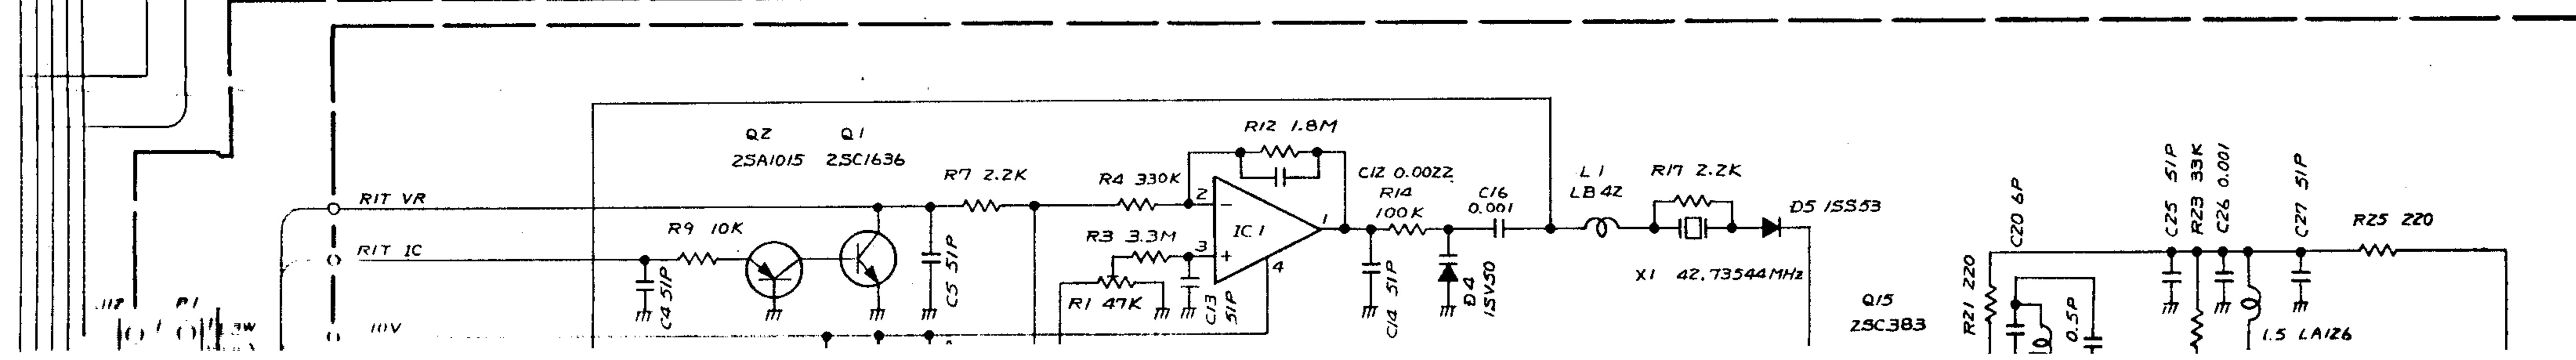 Q2
2SA1015
Q1
2SC1636
R12 1.8M
RIT VR
R9 10K
R7 2.2K
R4 330K
2
-
IC1
1
3
+
4
C12 0.0022
R14
100K
C16
0.001
L1
LB42
R17 2.2K
D5 1SS53
X1 42.73544MHz
RIT IC
C4 51P
C5 51P
R3 3.3M
R1 47K
C13
51P
C14 51P
D4
1SV50
10V
J12
P1
Q15
2SC383
R21 220
C20 6P
0.5P
C25 51P
R23 33K
C26 0.001
C27 51P
R25 220
1.5 LA126